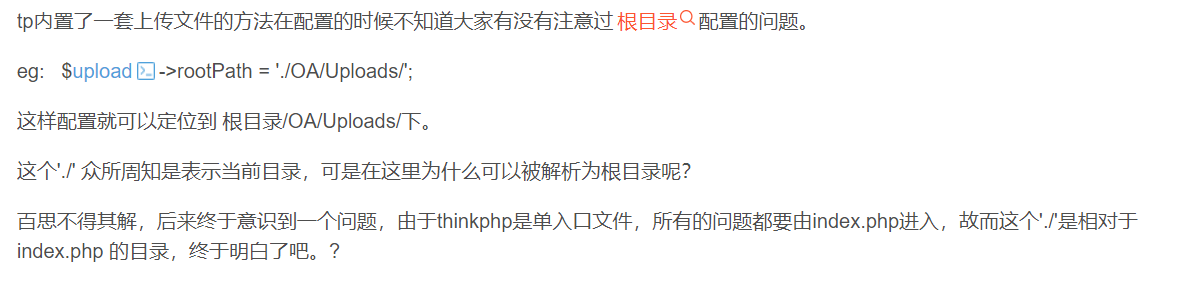 tp内置了一套上传文件的方法在配置的时候不知道大家有没有注意过 根目录 配置的问题。
eg: $upload ->rootPath = './OA/Uploads/';
这样配置就可以定位到 根目录/OA/Uploads/下。
这个'./' 众所周知是表示当前目录，可是在这里为什么可以被解析为根目录呢？
百思不得其解，后来终于意识到一个问题，由于thinkphp是单入口文件，所有的问题都要由index.php进入，故而这个'./'是相对于
index.php 的目录，终于明白了吧。？